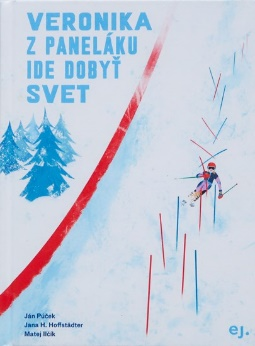 VERONIKA
Z PANELÁKU
IDE DOBYŤ
SVET
Ján Púček
Jana H. Hoffstädter
Matej Ilčík
ej.